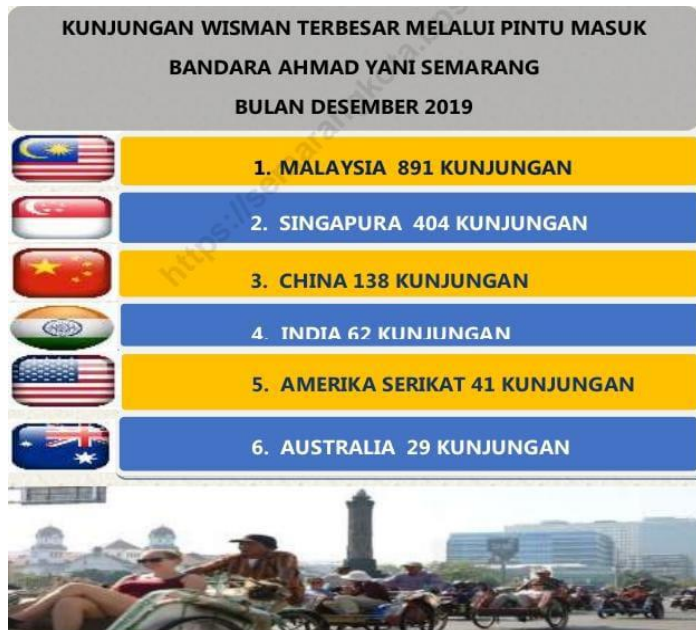 KUNJUNGAN WISMAN TERBESAR MELALUI PINTU MASUK
BANDARA AHMAD YANI SEMARANG
BULAN DESEMBER 2019
1. MALAYSIA 891 KUNJUNGAN
2. SINGAPURA 404 KUNJUNGAN
3. CHINA 138 KUNJUNGAN
4. INDIA 62 KUNJUNGAN
5. AMERIKA SERIKAT 41 KUNJUNGAN
6. AUSTRALIA 29 KUNJUNGAN